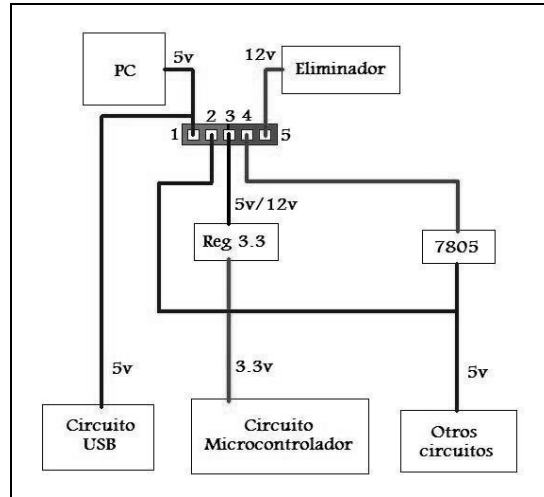 PC
5v
12v
Eliminador
2 3 4
1
5
5v/12v
Reg 3.3
7805
5v
3.3v
5v
Circuito
USB
Circuito
Microcontrolador
Otros
circuitos